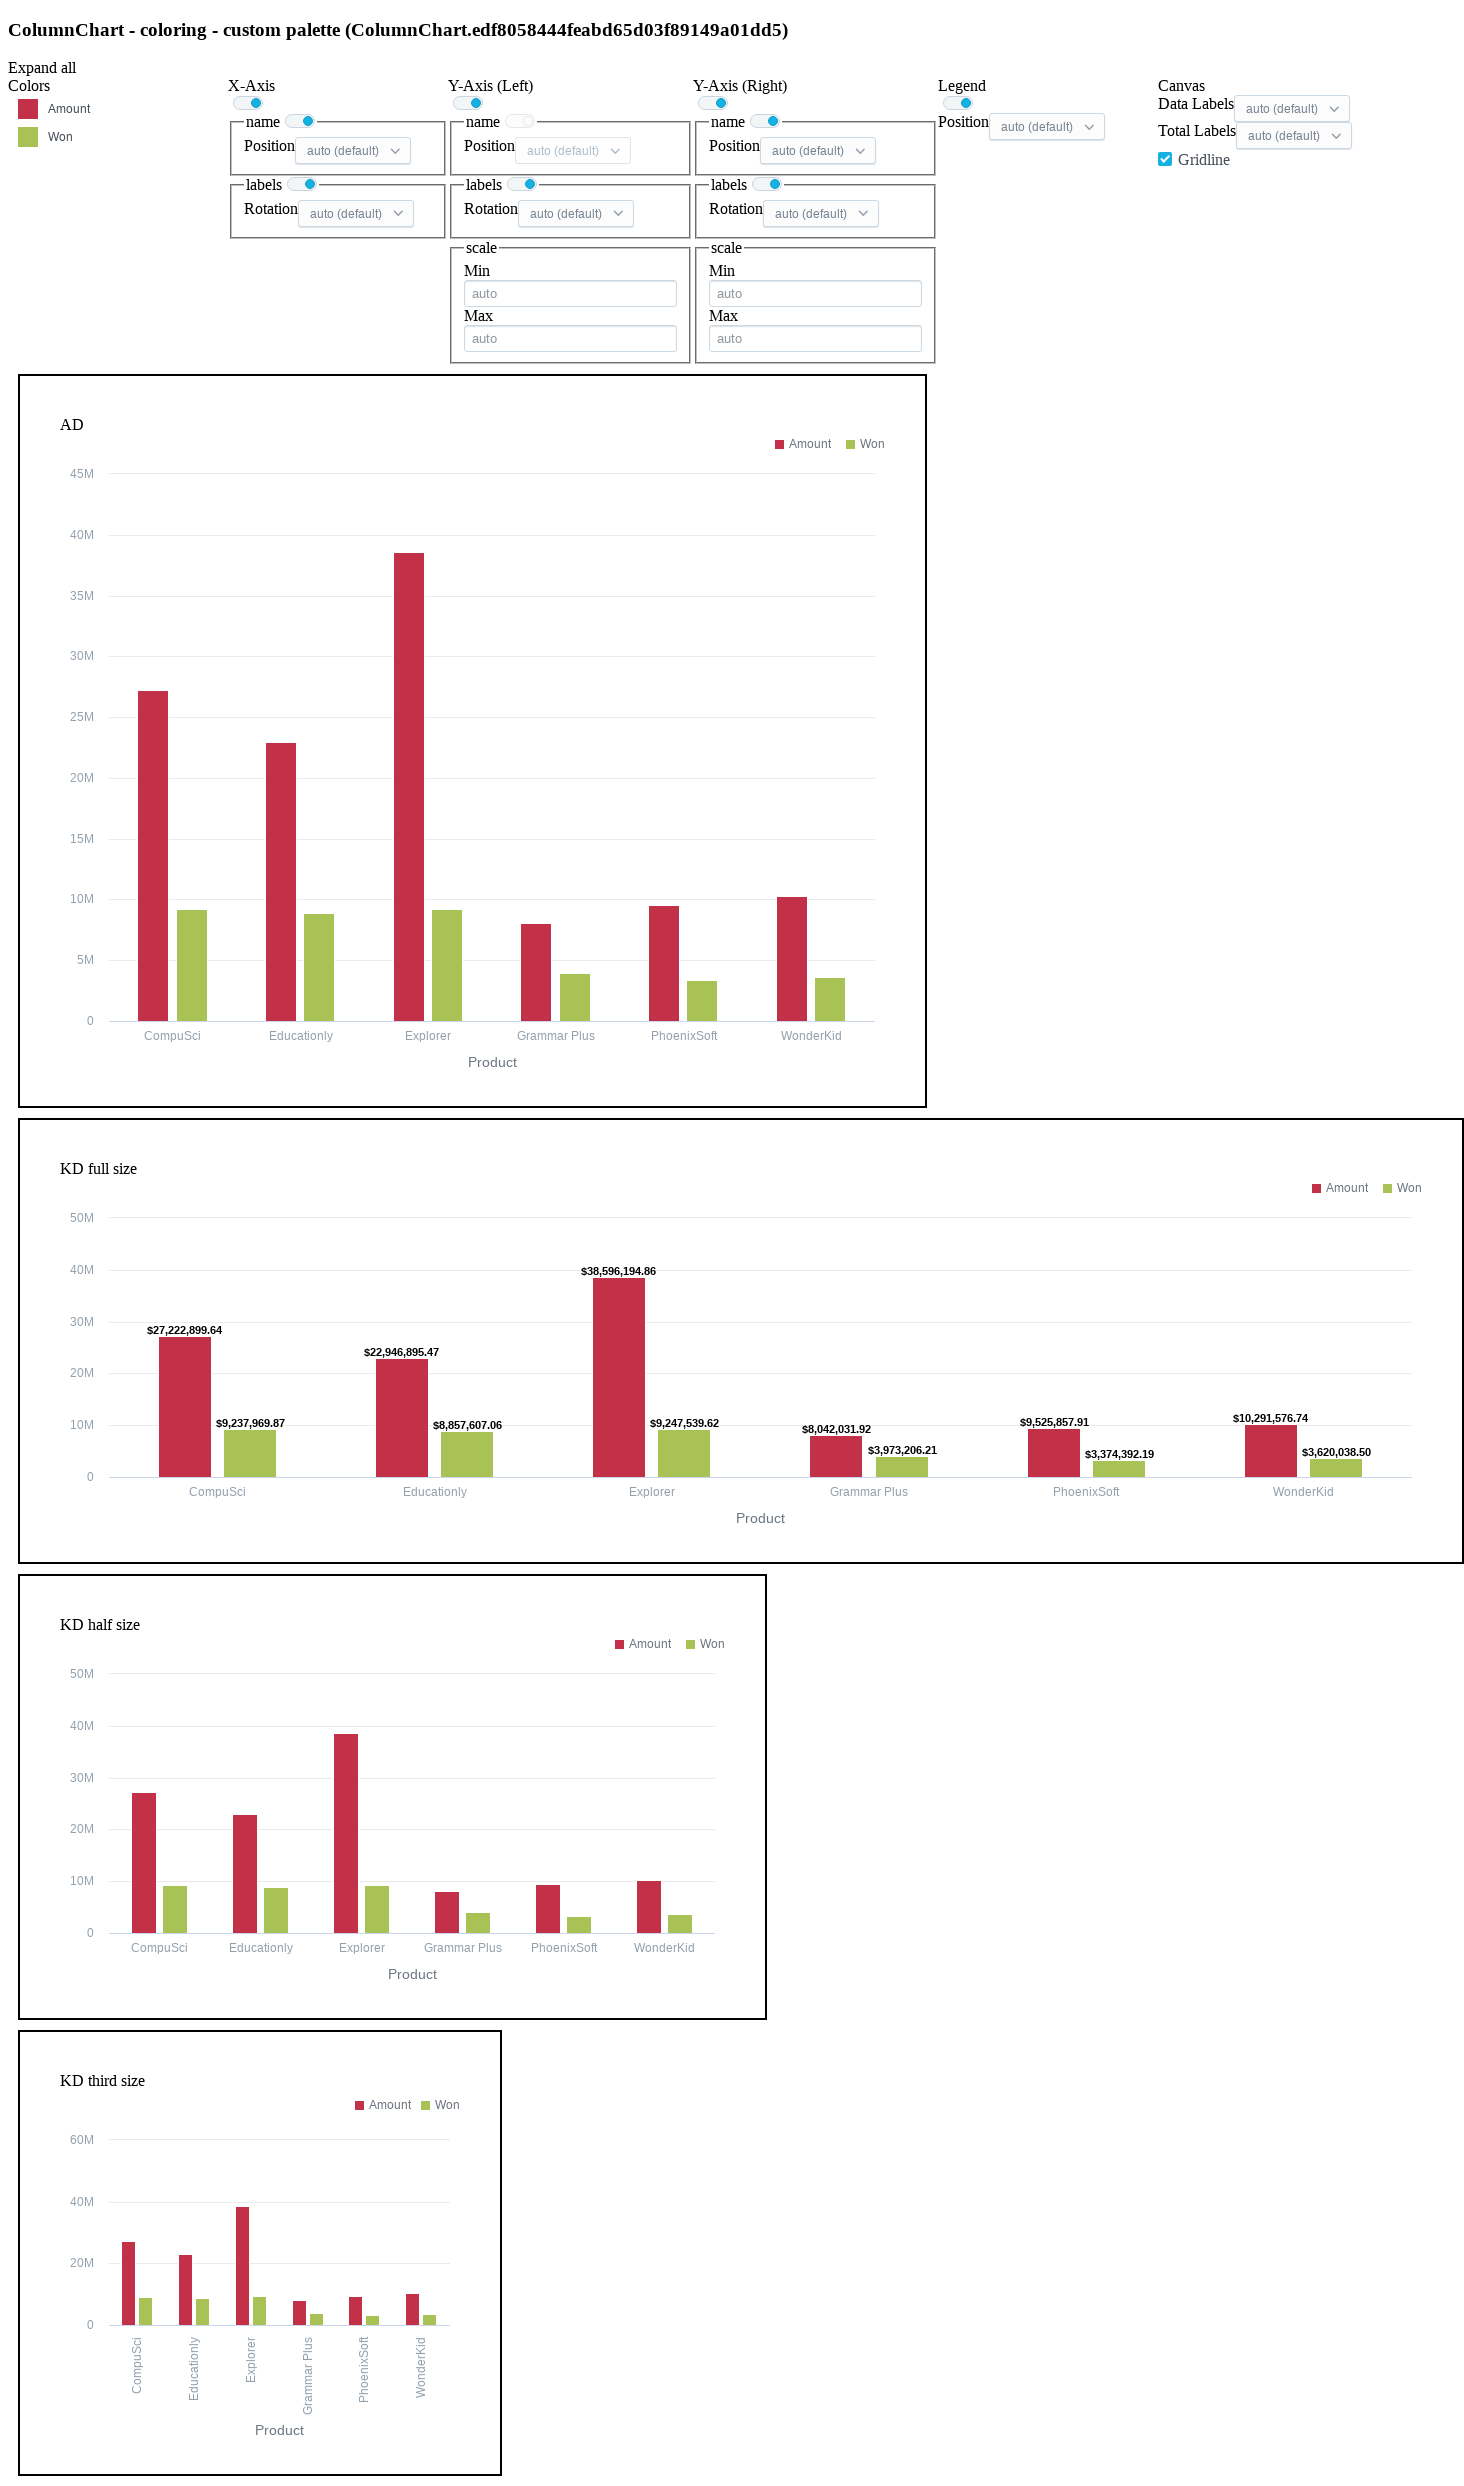 ColumnChart - coloring - custom palette (ColumnChart.edf8058444feabd65d03f89149a01dd5)
Expand all
Colors
Amount
Won
X-Axis
name
Position auto (default)
labels
Rotation auto (default)
Y-Axis (Left)
name
Position auto (default)
labels
Rotation auto (default)
scale
Min
auto
Max
auto
Y-Axis (Right)
name
Position auto (default)
labels
Rotation auto (default)
scale
Min
auto
Max
auto
Legend
Position auto (default)
Canvas
Data Labels auto (default)
Total Labels auto (default)
Gridline
AD
Amount Won
45M
40M
35M
30M
25M
20M
15M
10M
5M
0
CompuSci Educationly Explorer Grammar Plus PhoenixSoft WonderKid
Product
KD full size
Amount Won
50M
40M
30M
20M
10M
0
$27,222,899.64
$9,237,969.87
$22,946,895.47
$8,857,607.06
$38,596,194.86
$9,247,539.62
$8,042,031.92
$3,973,206.21
$9,525,857.91
$3,374,392.19
$10,291,576.74
$3,620,038.50
CompuSci Educationly Explorer Grammar Plus PhoenixSoft WonderKid
Product
KD half size
Amount Won
50M
40M
30M
20M
10M
0
CompuSci Educationly Explorer Grammar Plus PhoenixSoft WonderKid
Product
KD third size
Amount Won
60M
40M
20M
0
CompuSci
Educationly
Explorer
Grammar Plus
PhoenixSoft
WonderKid
Product